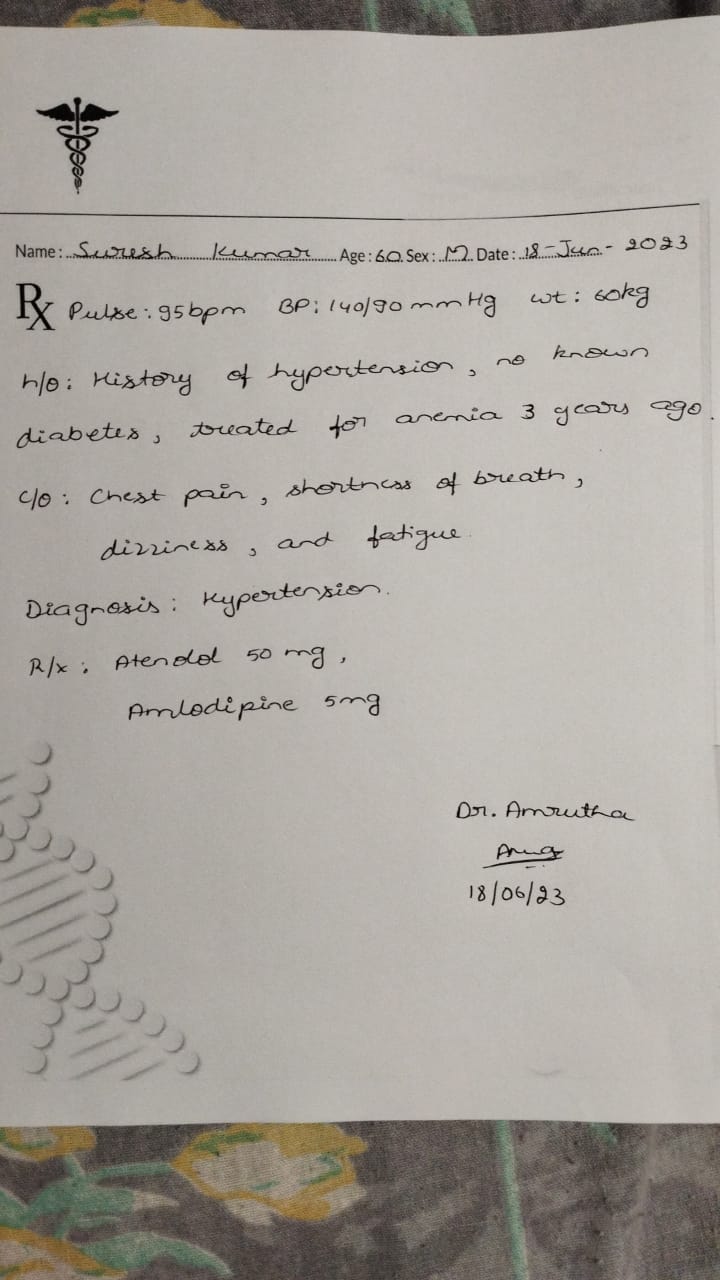 Name: Suresh Kumar Age: 60 Sex: M Date: 18-Jun-2023
Rx Pulse: 95bpm BP: 140/90 mmHg wt: 60kg
h/o: History of hypertension, no known
diabetes, treated for anemia 3 years ago.
c/o: Chest pain, shortness of breath,
dizziness, and fatigue.
Diagnosis: Hypertension.
R/x: Atenolol 50 mg,
Amlodipine 5mg
Dr. Amrutha
18/06/23